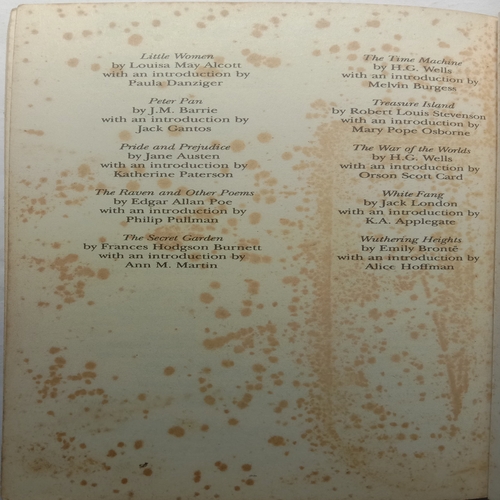 Little Women
by Louisa May Alcott
with an introduction by
Paula Danziger
Peter Pan
by J.M. Barrie
with an introduction by
Jack Gantos
Pride and Prejudice
by Jane Austen
with an introduction by
Katherine Paterson
The Raven and Other Poems
by Edgar Allan Poe
with an introduction by
Philip Pullman
The Secret Garden
by Frances Hodgson Burnett
with an introduction by
Ann M. Martin
The Time Machine
by H.G. Wells
with an introduction by
Melvin Burgess
Treasure Island
by Robert Louis Stevenson
with an introduction by
Mary Pope Osborne
The War of the Worlds
by H.G. Wells
with an introduction by
Orson Scott Card
White Fang
by Jack London
with an introduction by
K.A. Applegate
Wuthering Heights
by Emily Brontë
with an introduction by
Alice Hoffman